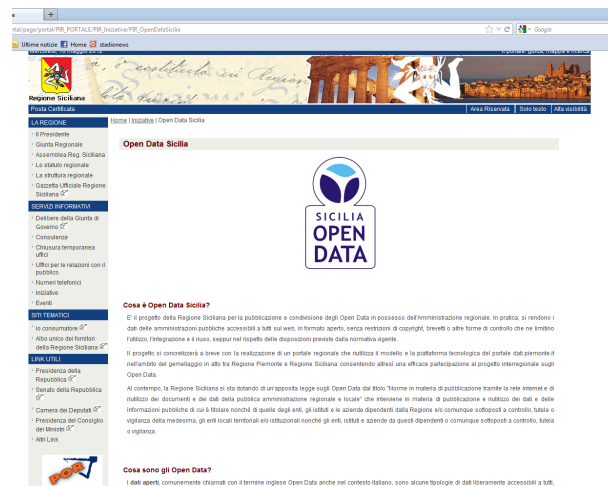 rtal/page/portal/PIR_PORTALE/PIR_Iniziative/PIR_OpenDataSicilia
Google
Ultime notizie Home stadionews
mercoledì, 16 maggio 2012
Il portale: guida, mappa e ricerca
è costituita in Regione
Regione Siciliana
Posta Certificata
Area Riservata | Solo testo | Alta visibilità
LA REGIONE
Home | Iniziative | Open Data Sicilia
Il Presidente
Giunta Regionale
Assemblea Reg. Siciliana
Lo statuto regionale
La struttura regionale
Gazzetta Ufficiale Regione
Siciliana
SERVIZI INFORMATIVI
Delibere della Giunta di
Governo
Consulenze
Chiusura temporanea
uffici
Uffici per le relazioni con il
pubblico
Numeri telefonici
Iniziative
Eventi
SITI TEMATICI
Io consumatore
Albo unico dei fornitori
della Regione Siciliana
LINK UTILI
Presidenza della
Repubblica
Senato della Repubblica
Camera dei Deputati
Presidenza del Consiglio
dei Ministri
Altri Link
POR
Open Data Sicilia
SICILIA
OPEN
DATA
Cosa è Open Data Sicilia?
E' il progetto della Regione Siciliana per la pubblicazione e condivisione degli Open Data in possesso dell'Amministrazione regionale. In pratica, si rendono i
dati delle amministrazioni pubbliche accessibili a tutti sul web, in formato aperto, senza restrizioni di copyright, brevetti o altre forme di controllo che ne limitino
l'utilizzo, l'integrazione e il riuso, seppur nel rispetto delle disposizioni previste dalla normativa vigente.
Il progetto si concretizzerà a breve con la realizzazione di un portale regionale che riutilizza il modello e la piattaforma tecnologica del portale dati.piemonte.it
nell'ambito del gemellaggio in atto tra Regione Piemonte e Regione Siciliana consentendo altresì una efficace partecipazione al progetto interregionale sugli
Open Data.
Al contempo, la Regione Siciliana si sta dotando di un'apposita legge sugli Open Data dal titolo "Norme in materia di pubblicazione tramite la rete internet e di
riutilizzo dei documenti e dei dati della pubblica amministrazione regionale e locale" che interviene in materia di pubblicazione e riutilizzo dei dati e delle
informazioni pubbliche di cui è titolare nonché di quelle degli enti, gli istituti e le aziende dipendenti dalla Regione e/o comunque sottoposti a controllo, tutela o
vigilanza della medesima, gli enti locali territoriali e/o istituzionali nonché gli enti, istituti e aziende da questi dipendenti o comunque sottoposti a controllo, tutela
o vigilanza.
Cosa sono gli Open Data?
I dati aperti, comunemente chiamati con il termine inglese Open Data anche nel contesto italiano, sono alcune tipologie di dati liberamente accessibili a tutti,